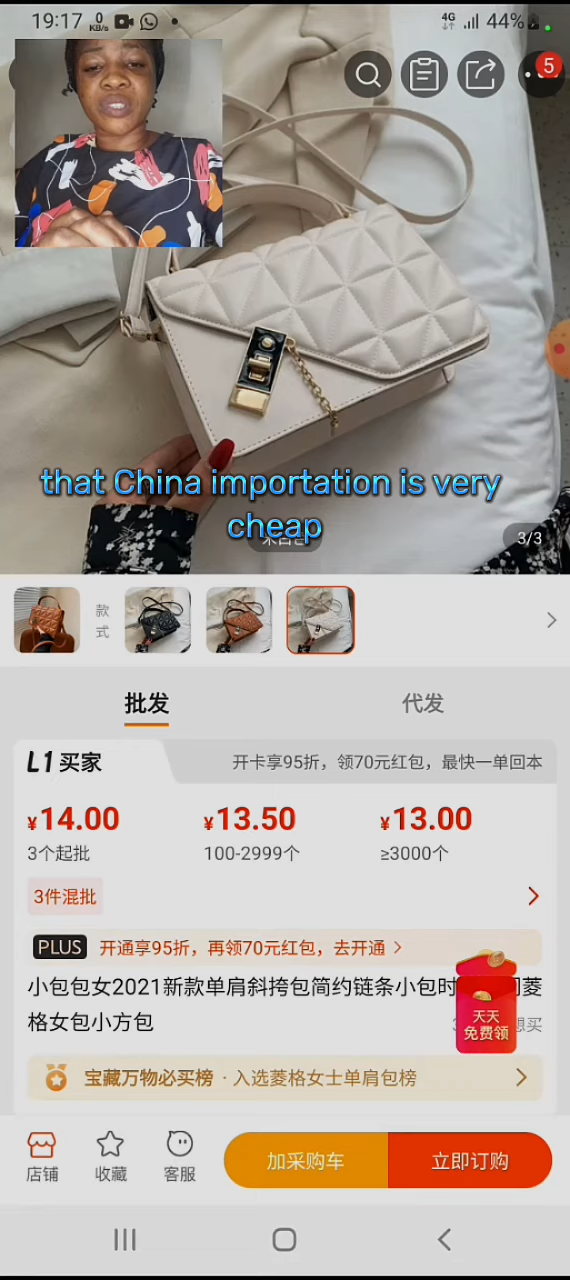 19:17
0
KB/s
4G
44%
5
that China importation is very
cheap
3/3
款
式
批发
代发
L1买家
开卡享95折，领70元红包，最快一单回本
¥14.00
¥13.50
¥13.00
3个起批
100-2999个
≥3000个
3件混批
PLUS 开通享95折，再领70元红包，去开通
小包包女2021新款单肩斜挎包简约链条小包时
菱
格女包小方包
想买
天天
免费领
宝藏万物必买榜 · 入选菱格女士单肩包榜
店铺
收藏
客服
加采购车
立即订购